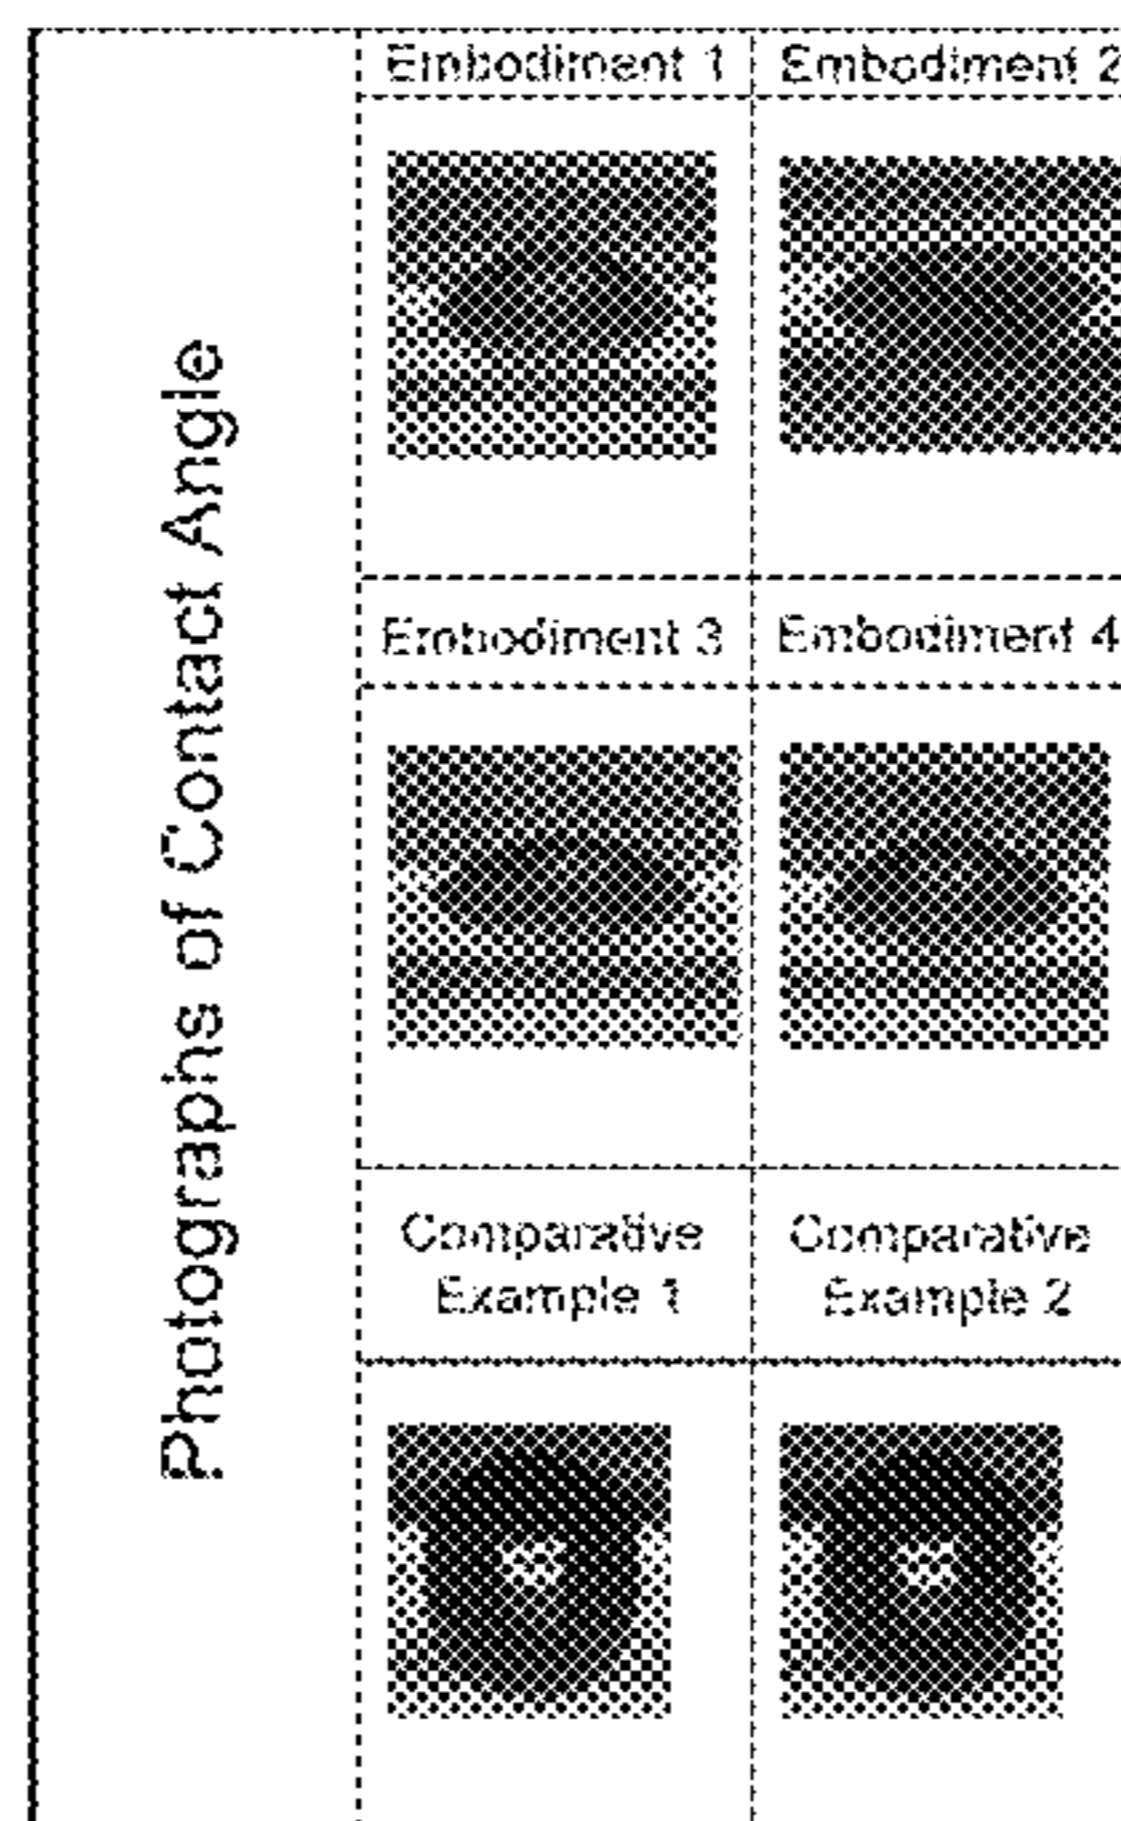 Photographs of Contact Angle
Embodiment 1
Embodiment 2
Embodiment 3
Embodiment 4
Comparative
Example 1
Comparative
Example 2